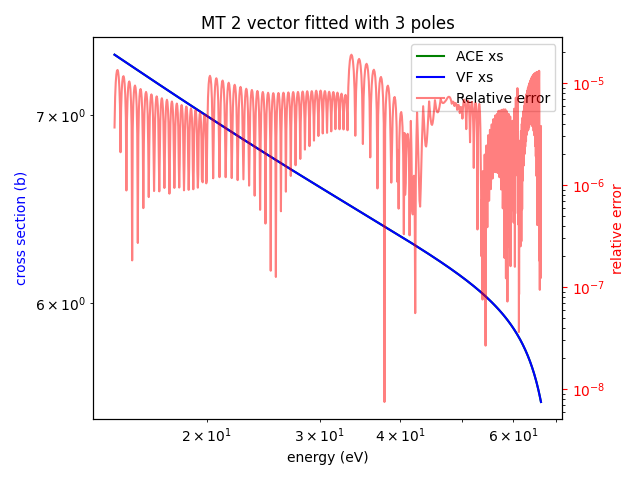 MT 2 vector fitted with 3 poles
ACE xs
VF xs
Relative error
7 × 10⁰
6 × 10⁰
cross section (b)
10⁻⁵
10⁻⁶
10⁻⁷
10⁻⁸
relative error
2 × 10¹
3 × 10¹
4 × 10¹
6 × 10¹
energy (eV)